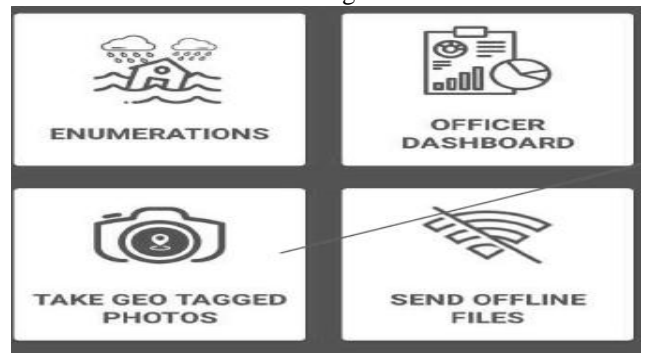 ENUMERATIONS
OFFICER
DASHBOARD
TAKE GEO TAGGED
PHOTOS
SEND OFFLINE
FILES